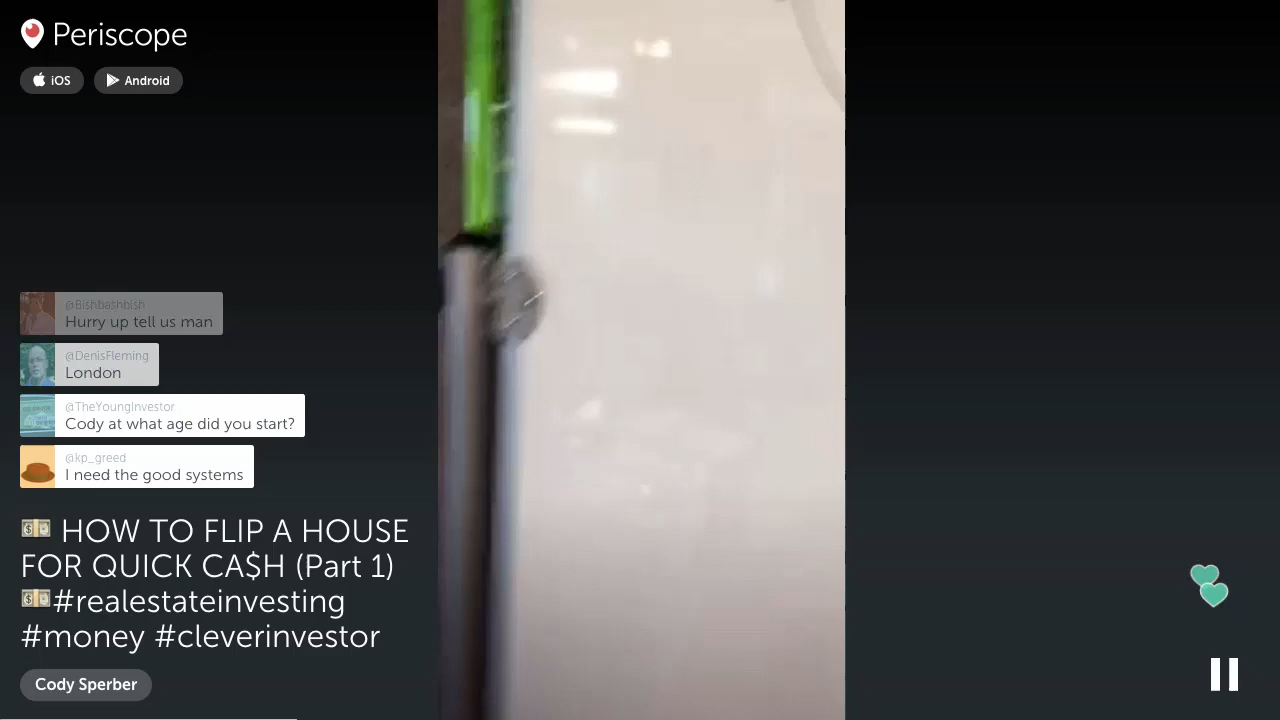 Periscope
iOS
Android
@Bishbashbish
Hurry up tell us man
@DenisFleming
London
@TheYoungInvestor
Cody at what age did you start?
@kp_greed
I need the good systems
💵 HOW TO FLIP A HOUSE
FOR QUICK CA$H (Part 1)
💵#realestateinvesting
#money #cleverinvestor
Cody Sperber